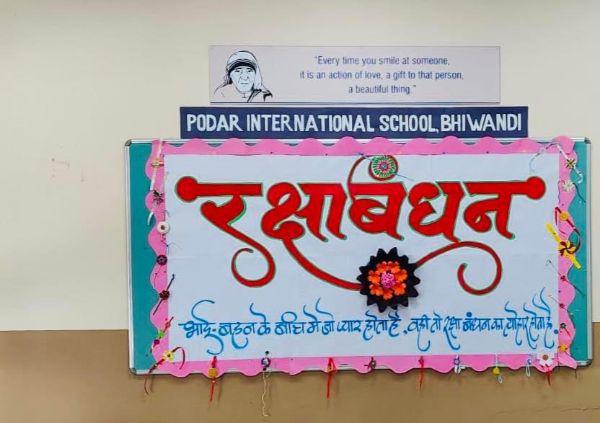 "Every time you smile at someone,
it is an action of love, a gift to that person,
a beautiful thing."
PODAR INTERNATIONAL SCHOOL, BHIWANDI
रक्षाबंधन
भाई-बहन के बीच में जो प्यार होता है, वही तो रक्षा बंधन का त्योहार होता है.